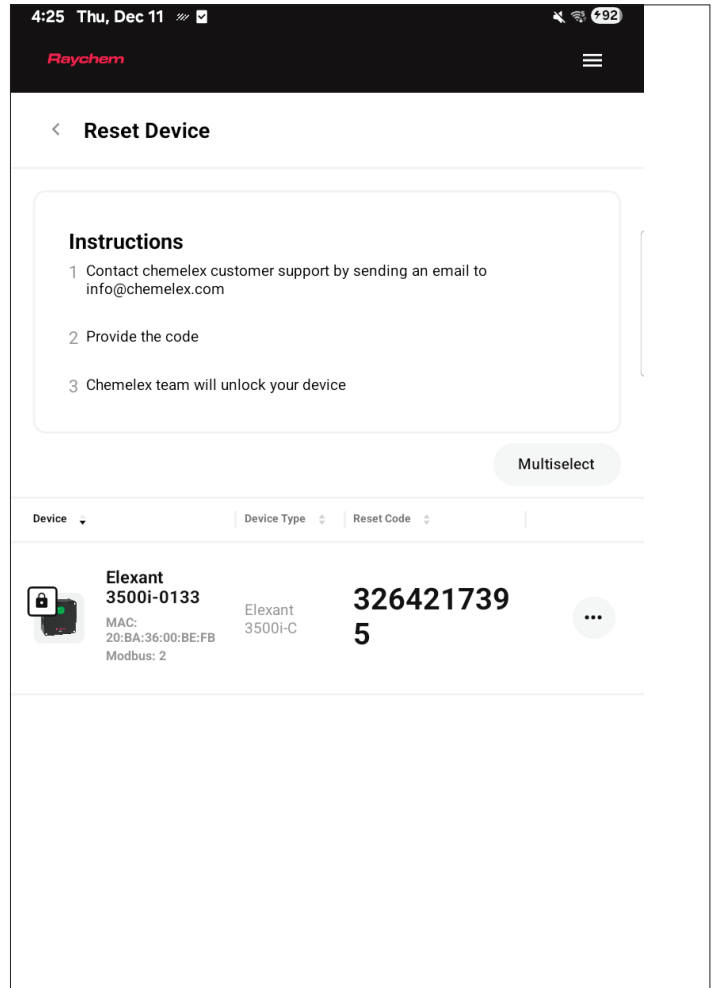 4:25 Thu, Dec 11
92
Raychem
Reset Device
Instructions
1 Contact chemelex customer support by sending an email to
info@chemelex.com
2 Provide the code
3 Chemelex team will unlock your device
Multiselect
Device Device Type Reset Code
Elexant
3500i-0133
MAC:
20:BA:36:00:BE:FB
Modbus: 2
Elexant
3500i-C
326421739
5